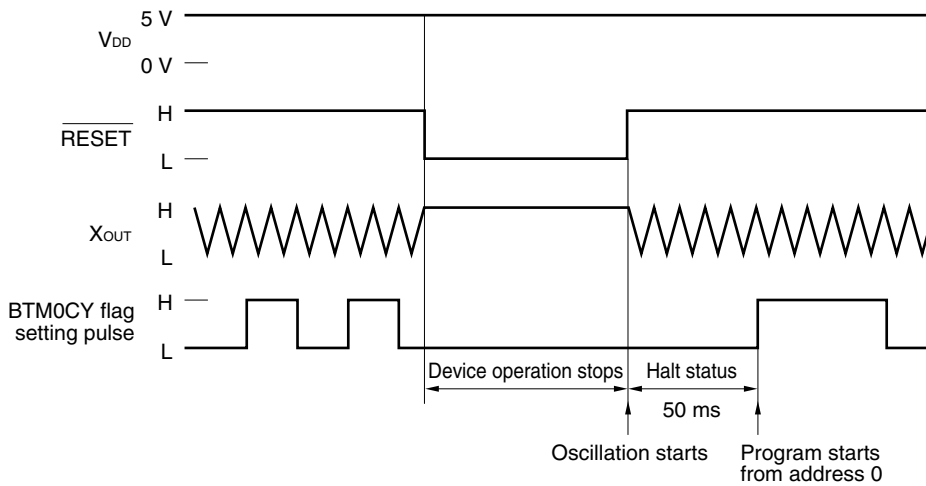 5 V
VDD
0 V
H
RESET
L
H
XOUT
L
BTM0CY flag
setting pulse
H
L
Device operation stops
Halt status
50 ms
Oscillation starts
Program starts
from address 0